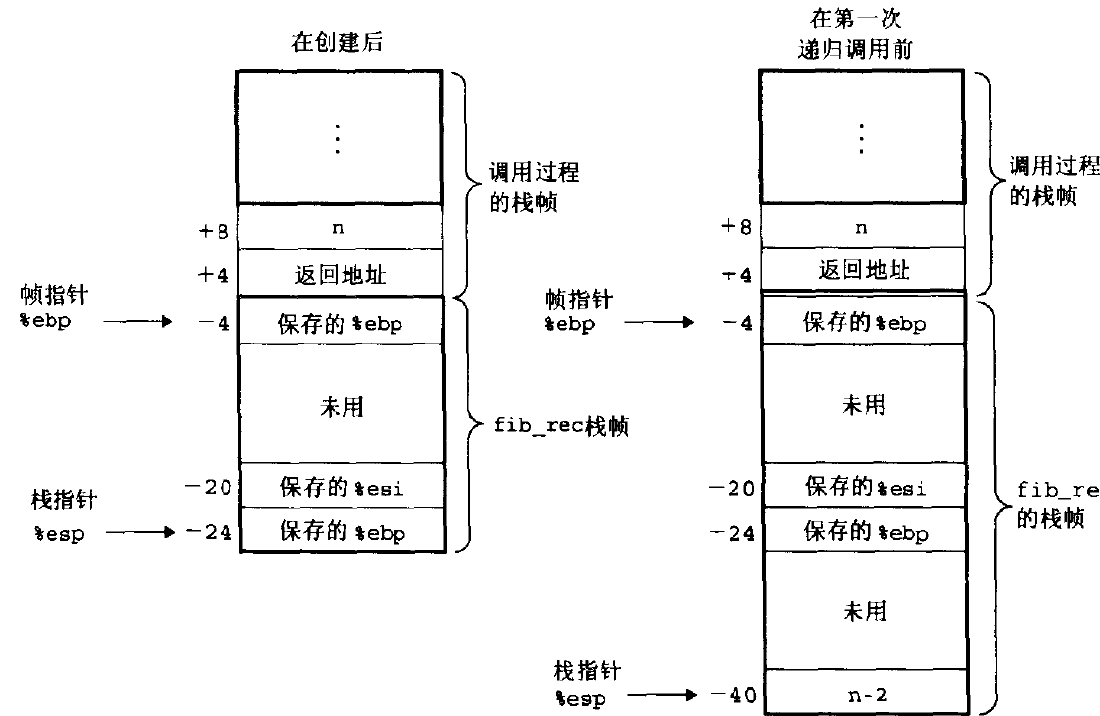 在创建后
⋮
调用过程
的栈帧
+8
n
+4
返回地址
帧指针
%ebp
-4
保存的%ebp
未用
fib_rec栈帧
-20
保存的%esi
栈指针
%esp
-24
保存的%ebp
在第一次
递归调用前
⋮
调用过程
的栈帧
+8
n
+4
返回地址
帧指针
%ebp
-4
保存的%ebp
未用
-20
保存的%esi
fib_re
的栈帧
-24
保存的%ebp
未用
栈指针
%esp
-40
n-2